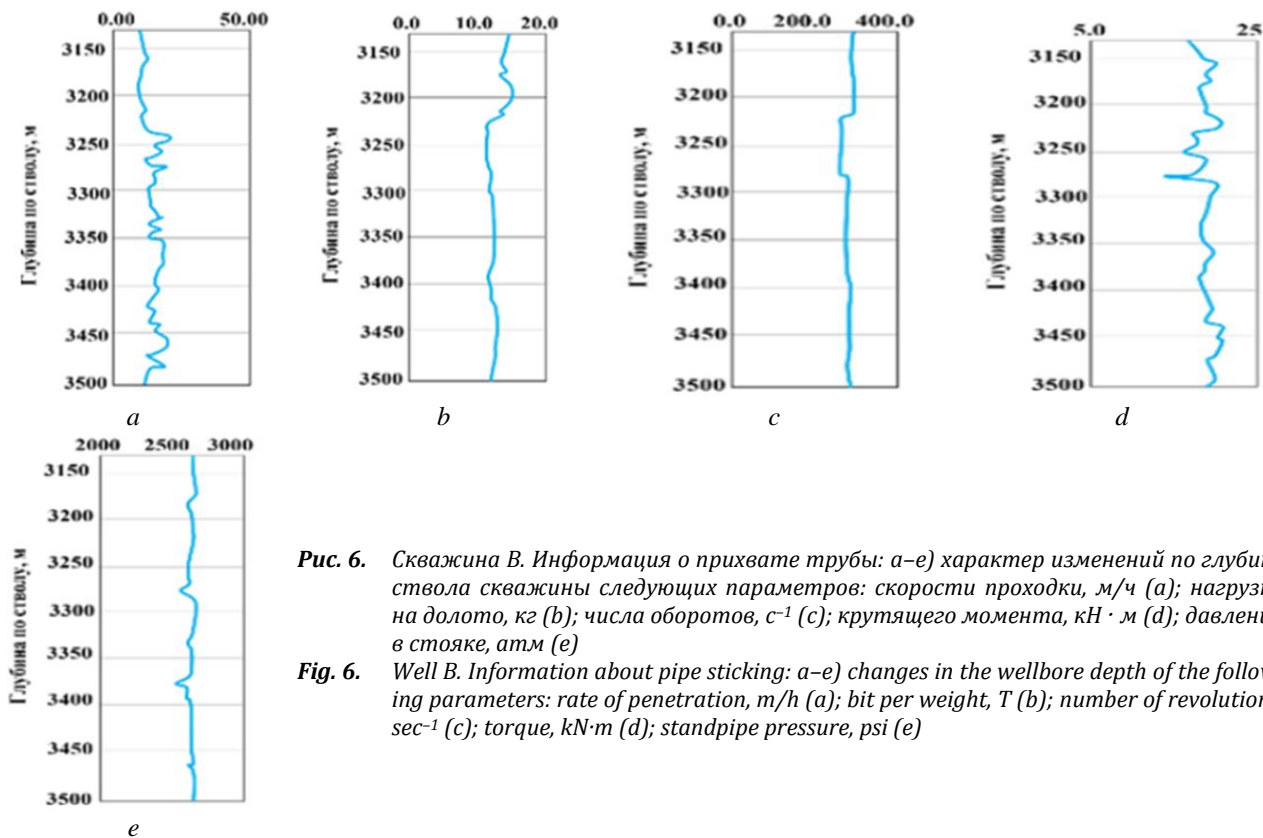 0.00 50.00
3150
3200
3250
3300
3350
3400
3450
3500
Глубина по стволу, м
a
0.0 10.0 20.0
3150
3200
3250
3300
3350
3400
3450
3500
Глубина по стволу, м
b
0.0 200.0 400.0
3150
3200
3250
3300
3350
3400
3450
3500
Глубина по стволу, м
c
5.0 25
3150
3200
3250
3300
3350
3400
3450
3500
Глубина по стволу, м
d
2000 2500 3000
3150
3200
3250
3300
3350
3400
3450
3500
Глубина по стволу, м
e
Рис. 6. Скважина B. Информация о прихвате трубы: a–e) характер изменений по глубин
ствола скважины следующих параметров: скорости проходки, м/ч (a); нагрузк
на долото, кг (b); числа оборотов, с⁻¹ (c); крутящего момента, кН · м (d); давлени
в стояке, атм (e)
Fig. 6. Well B. Information about pipe sticking: a–e) changes in the wellbore depth of the follow
ing parameters: rate of penetration, m/h (a); bit per weight, T (b); number of revolution
sec⁻¹ (c); torque, kN·m (d); standpipe pressure, psi (e)